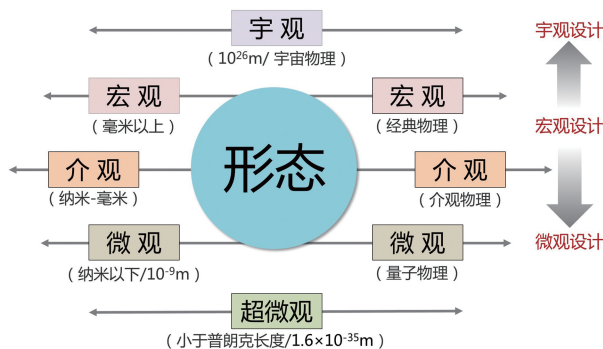 宇观
宇观设计
(10²⁶m/ 宇宙物理)
宏观
宏观
(毫米以上)
(经典物理)
宏观设计
形态
介观
介观
(纳米-毫米)
(介观物理)
微观
微观
微观设计
(纳米以下/10⁻⁹m)
(量子物理)
超微观
(小于普朗克长度/1.6×10⁻³⁵m)